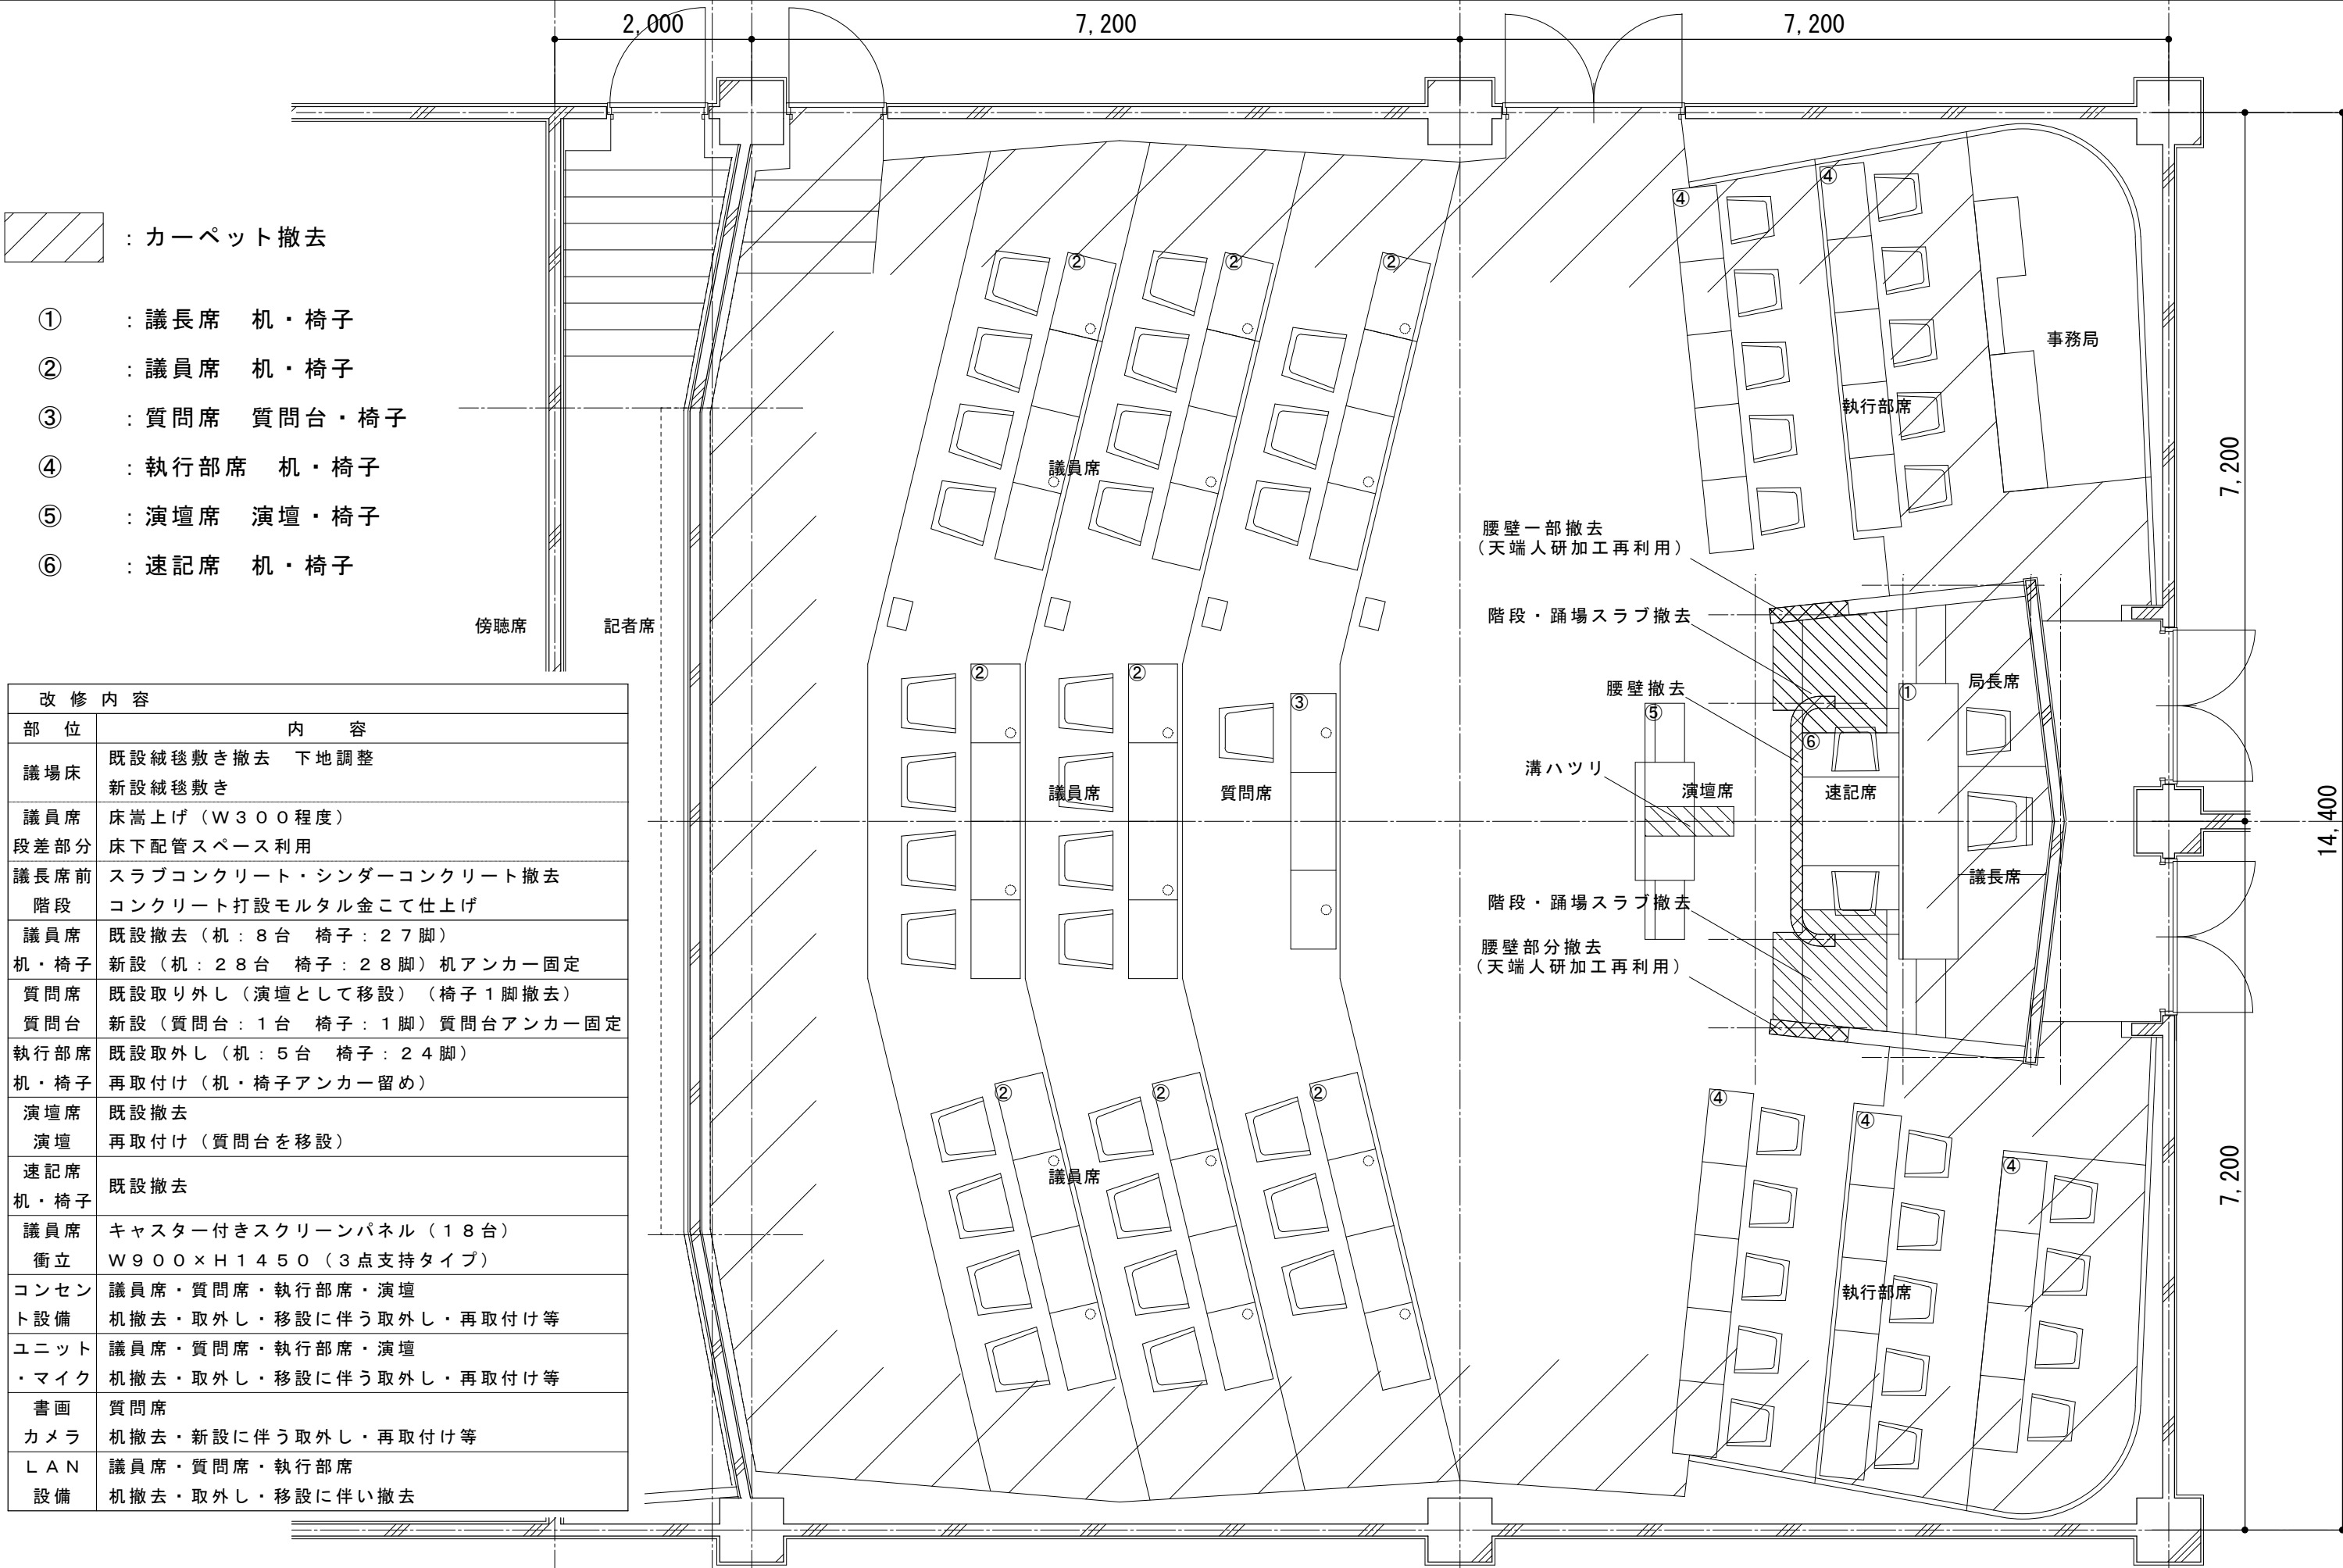 2,000
7,200
7,200
：カーペット撤去
① ：議長席　机・椅子
② ：議員席　机・椅子
③ ：質問席　質問台・椅子
④ ：執行部席　机・椅子
⑤ ：演壇席　演壇・椅子
⑥ ：速記席　机・椅子
傍聴席
記者席
②
②
②
議員席
②
②
③
議員席
質問席
②
②
②
議員席
④
④
執行部席
事務局
腰壁一部撤去
（天端人研加工再利用）
階段・踊場スラブ撤去
腰壁撤去
溝ハツリ
⑤
演壇席
⑥
速記席
①
局長席
議長席
階段・踊場スラブ撤去
腰壁部分撤去
（天端人研加工再利用）
④
④
④
執行部席
7,200
14,400
7,200
改修内容
部　位　内　容
議場床　既設絨毯敷き撤去　下地調整
新設絨毯敷き
議員席　床嵩上げ（Ｗ３００程度）
段差部分　床下配管スペース利用
議長席前　スラブコンクリート・シンダーコンクリート撤去
階段　コンクリート打設モルタル金こて仕上げ
議員席　既設撤去（机：８台　椅子：２７脚）
机・椅子　新設（机：２８台　椅子：２８脚）机アンカー固定
質問席　既設取り外し（演壇として移設）（椅子１脚撤去）
質問台　新設（質問台：１台　椅子：１脚）質問台アンカー固定
執行部席　既設取外し（机：５台　椅子：２４脚）
机・椅子　再取付け（机・椅子アンカー留め）
演壇席　既設撤去
演壇　再取付け（質問台を移設）
速記席
机・椅子　既設撤去
議員席　キャスター付きスクリーンパネル（１８台）
衝立　Ｗ９００×Ｈ１４５０（３点支持タイプ）
コンセン　議員席・質問席・執行部席・演壇
ト設備　机撤去・取外し・移設に伴う取外し・再取付け等
ユニット　議員席・質問席・執行部席・演壇
・マイク　机撤去・取外し・移設に伴う取外し・再取付け等
書画　質問席
カメラ　机撤去・新設に伴う取外し・再取付け等
ＬＡＮ　議員席・質問席・執行部席
設備　机撤去・取外し・移設に伴い撤去